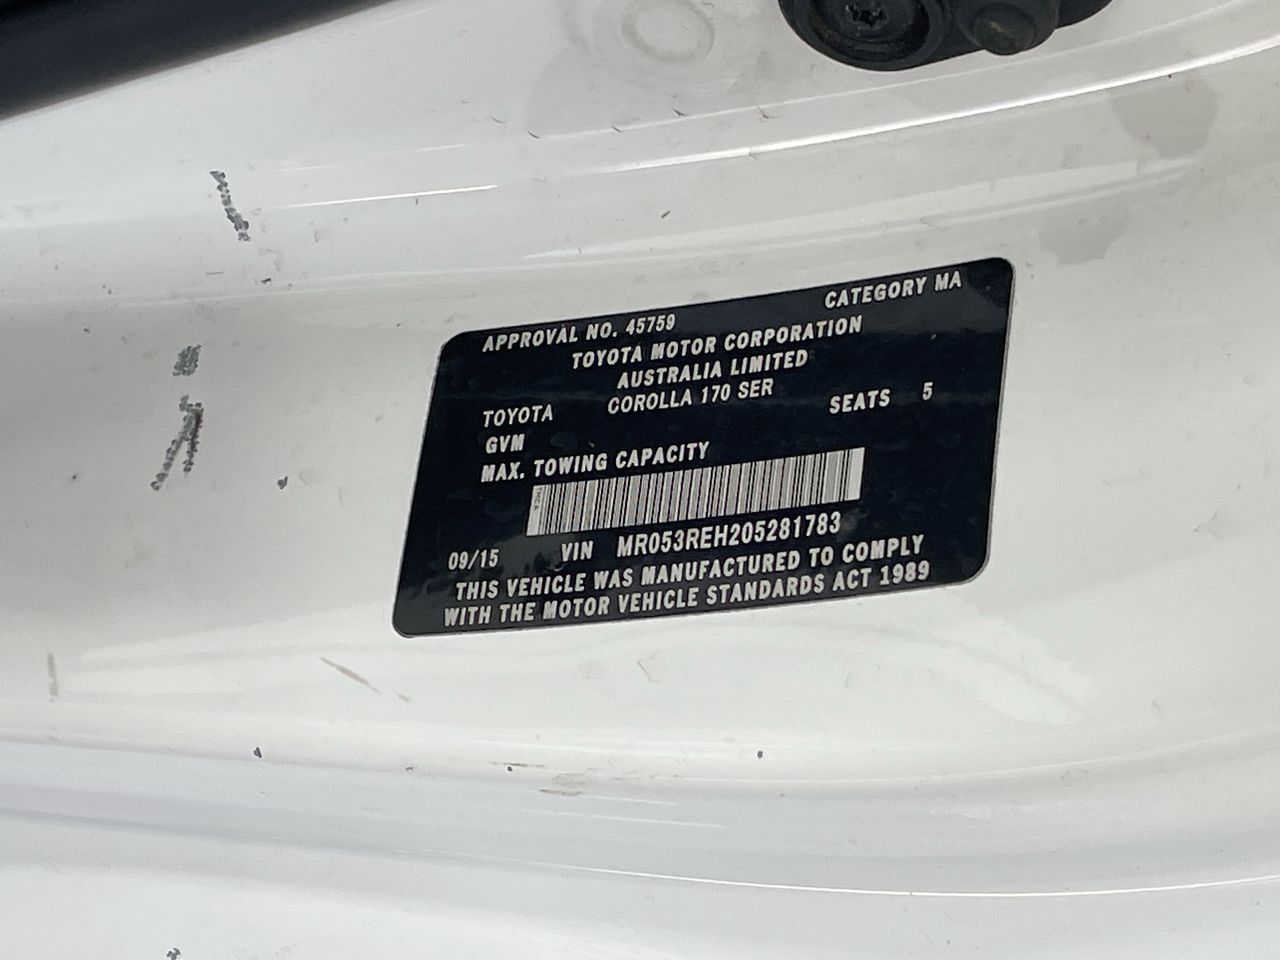 APPROVAL NO. 45759 CATEGORY MA
TOYOTA MOTOR CORPORATION
AUSTRALIA LIMITED
TOYOTA COROLLA 170 SER SEATS 5
GVM
MAX. TOWING CAPACITY
09/15 VIN MR053REH205281783
THIS VEHICLE WAS MANUFACTURED TO COMPLY
WITH THE MOTOR VEHICLE STANDARDS ACT 1989